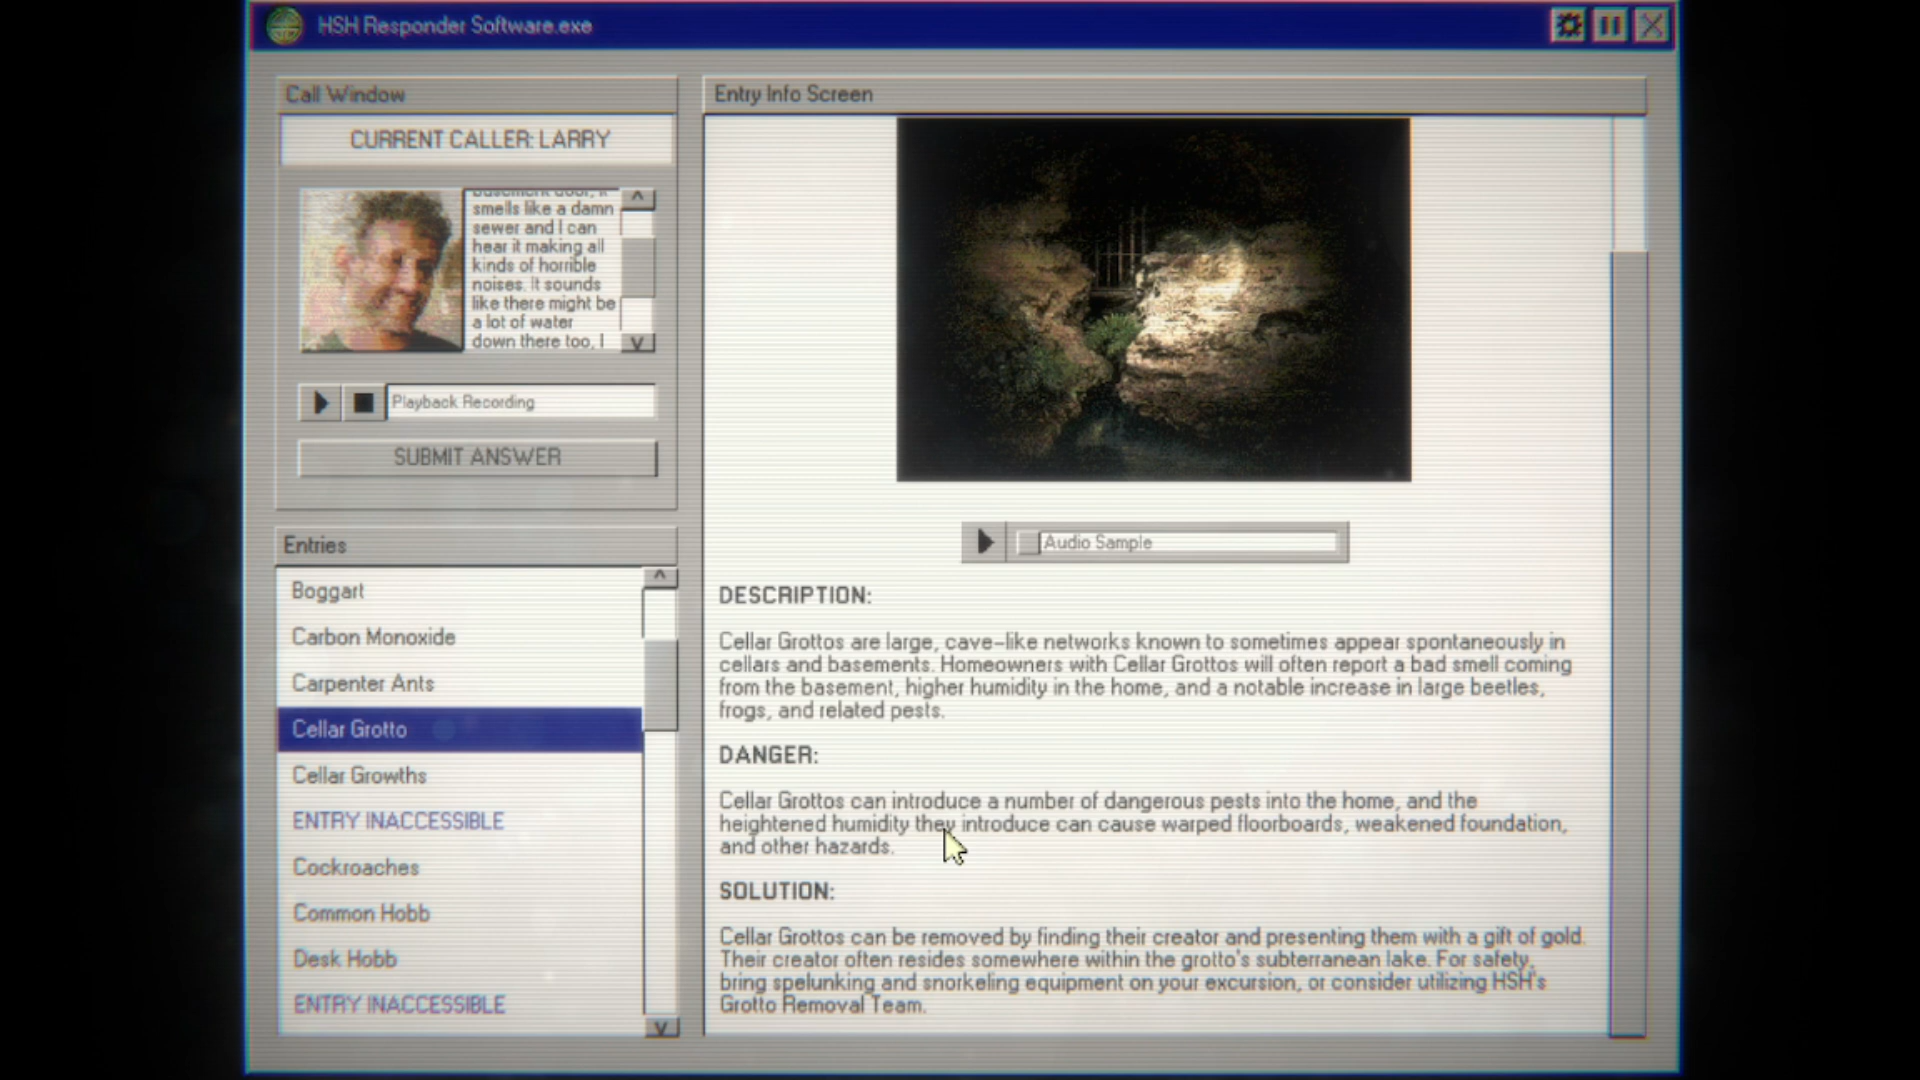 HSH Responder Software.exe
Call Window
CURRENT CALLER: LARRY
basement door, it
smells like a damn
sewer and I can
hear it making all
kinds of horrible
noises. It sounds
like there might be
a lot of water
down there too, I
Playback Recording
SUBMIT ANSWER
Entries
Boggart
Carbon Monoxide
Carpenter Ants
Cellar Grotto
Cellar Growths
ENTRY INACCESSIBLE
Cockroaches
Common Hobb
Desk Hobb
ENTRY INACCESSIBLE
Entry Info Screen
Audio Sample
DESCRIPTION:
Cellar Grottos are large, cave-like networks known to sometimes appear spontaneously in
cellars and basements. Homeowners with Cellar Grottos will often report a bad smell coming
from the basement, higher humidity in the home, and a notable increase in large beetles,
frogs, and related pests.
DANGER:
Cellar Grottos can introduce a number of dangerous pests into the home, and the
heightened humidity they introduce can cause warped floorboards, weakened foundation,
and other hazards.
SOLUTION:
Cellar Grottos can be removed by finding their creator and presenting them with a gift of gold.
Their creator often resides somewhere within the grotto's subterranean lake. For safety,
bring spelunking and snorkeling equipment on your excursion, or consider utilizing HSH's
Grotto Removal Team.